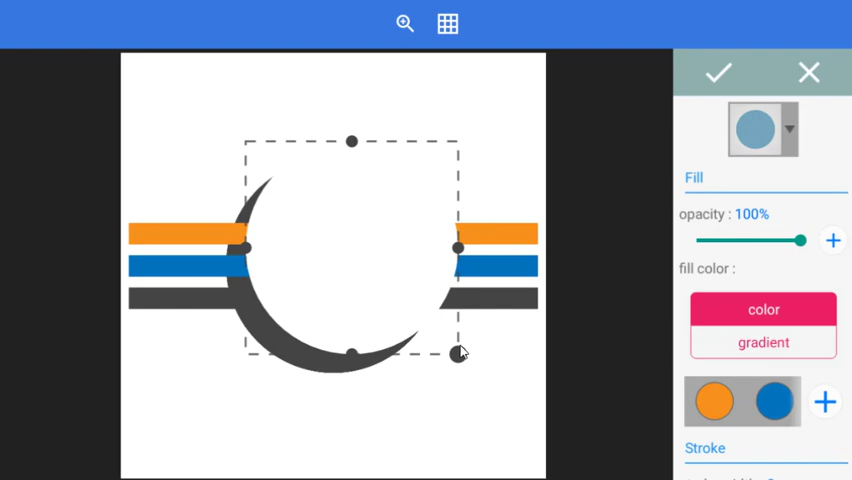 Fill
opacity : 100%
fill color :
color
gradient
Stroke